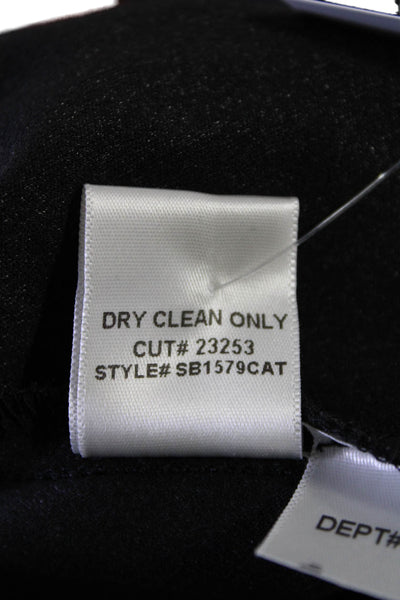 DRY CLEAN ONLY
CUT# 23253
STYLE# SB1579CAT
DEPT#